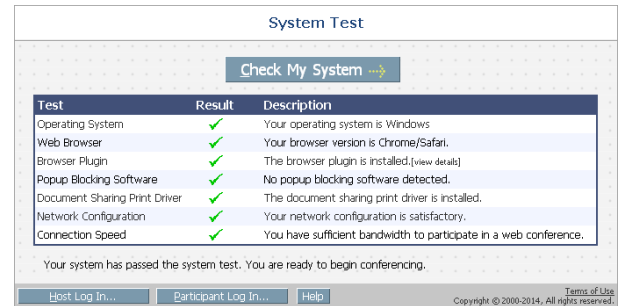 System Test
Check My System
Test Result Description
Operating System Your operating system is Windows
Web Browser Your browser version is Chrome/Safari.
Browser Plugin The browser plugin is installed.[view details]
Popup Blocking Software No popup blocking software detected.
Document Sharing Print Driver The document sharing print driver is installed.
Network Configuration Your network configuration is satisfactory.
Connection Speed You have sufficient bandwidth to participate in a web conference.
Your system has passed the system test. You are ready to begin conferencing.
Host Log In... Participant Log In... Help Terms of Use
Copyright © 2000-2014, All rights reserved.